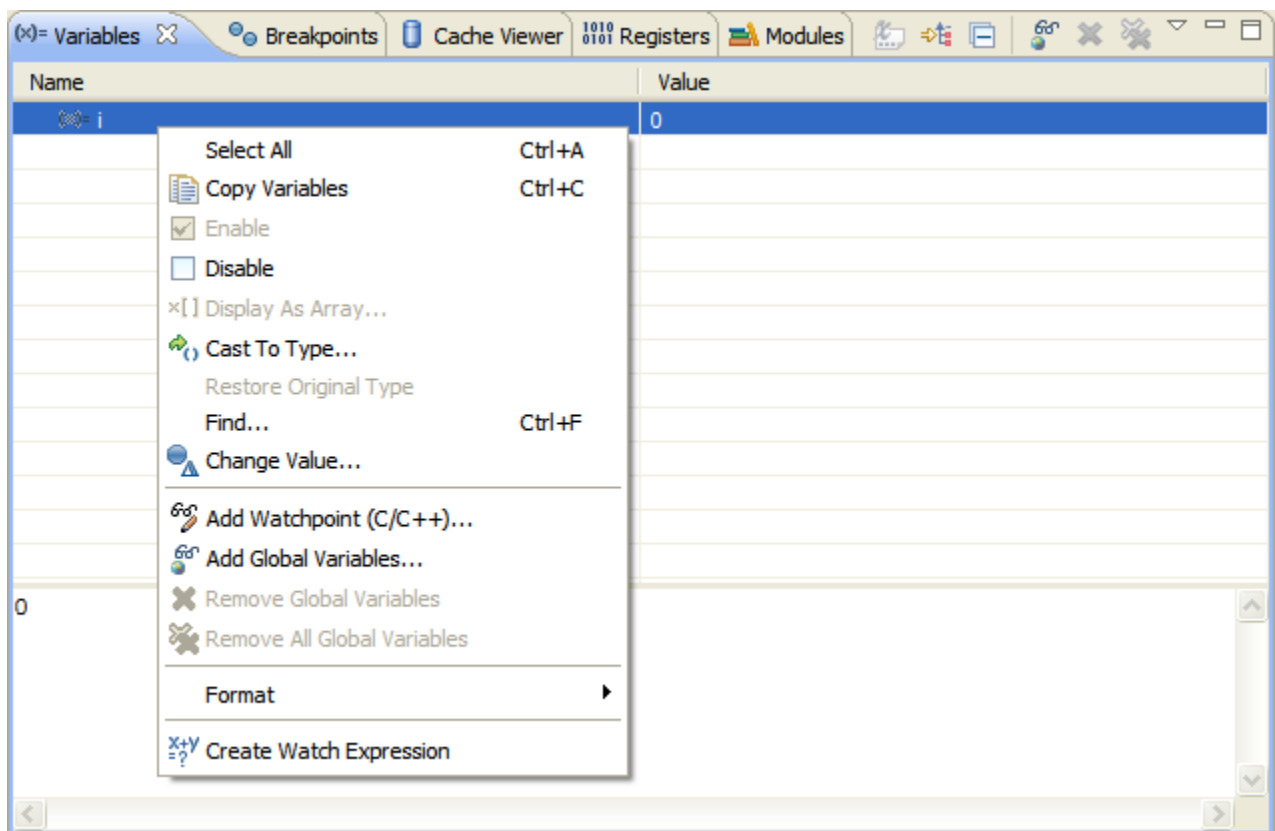 (x)= Variables Breakpoints Cache Viewer 1010 0101 Registers Modules
Name Value
(x)= i 0
Select All Ctrl+A
Copy Variables Ctrl+C
Enable
Disable
×[] Display As Array...
Cast To Type...
Restore Original Type
Find... Ctrl+F
Change Value...
Add Watchpoint (C/C++)...
Add Global Variables...
0
Remove Global Variables
Remove All Global Variables
Format
x+y =? Create Watch Expression